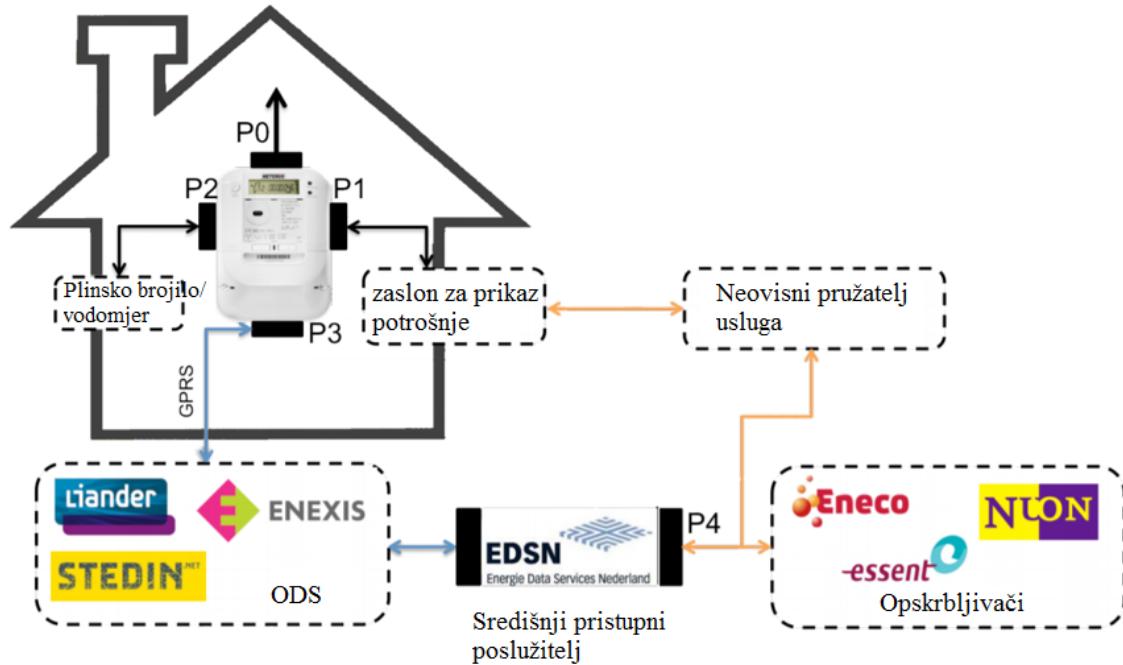 P0
P2
P1
Plinsko brojilo/
vodomjer
zaslon za prikaz
potrošnje
Neovisni pružatelj
usluga
P3
GPRS
Liander
ENEXIS
STEDIN.NET
ODS
EDSN
Energie Data Services Nederland
P4
Središnji pristupni
poslužitelj
Eneco
NUON
essent
Opskrbljivači